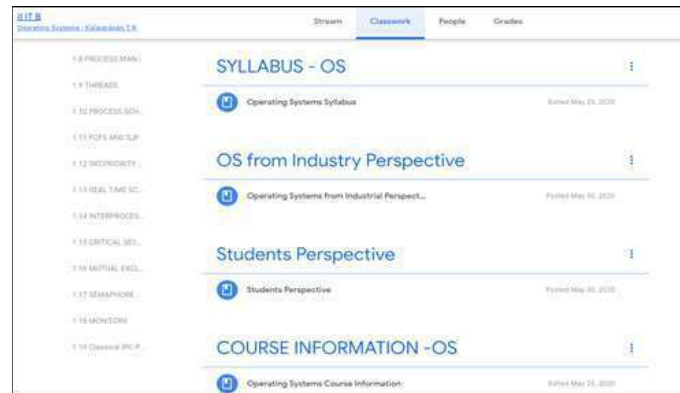 II IT B
Operating Systems - Kalaiarasan T R
Stream
Classwork
People
Grades
1.8 PROCESS MAN...
1.9 THREADS
1.10 PROCESS SCH...
1.11 FCFS AND SJF
1.12 SRT,PRIORITY ...
1.13 REAL TIME SC...
1.14 INTERPROCES...
1.15 CRITICAL SEC...
1.16 MUTUAL EXCL...
1.17 SEMAPHORE
1.18 MONITORS
1.19 Classical IPC P...
SYLLABUS - OS
Operating Systems Syllabus
Edited May 25, 2020
OS from Industry Perspective
Operating Systems from Industrial Perspect...
Posted May 30, 2020
Students Perspective
Students Perspective
Posted May 30, 2020
COURSE INFORMATION -OS
Operating Systems Course Information:
Edited May 25, 2020